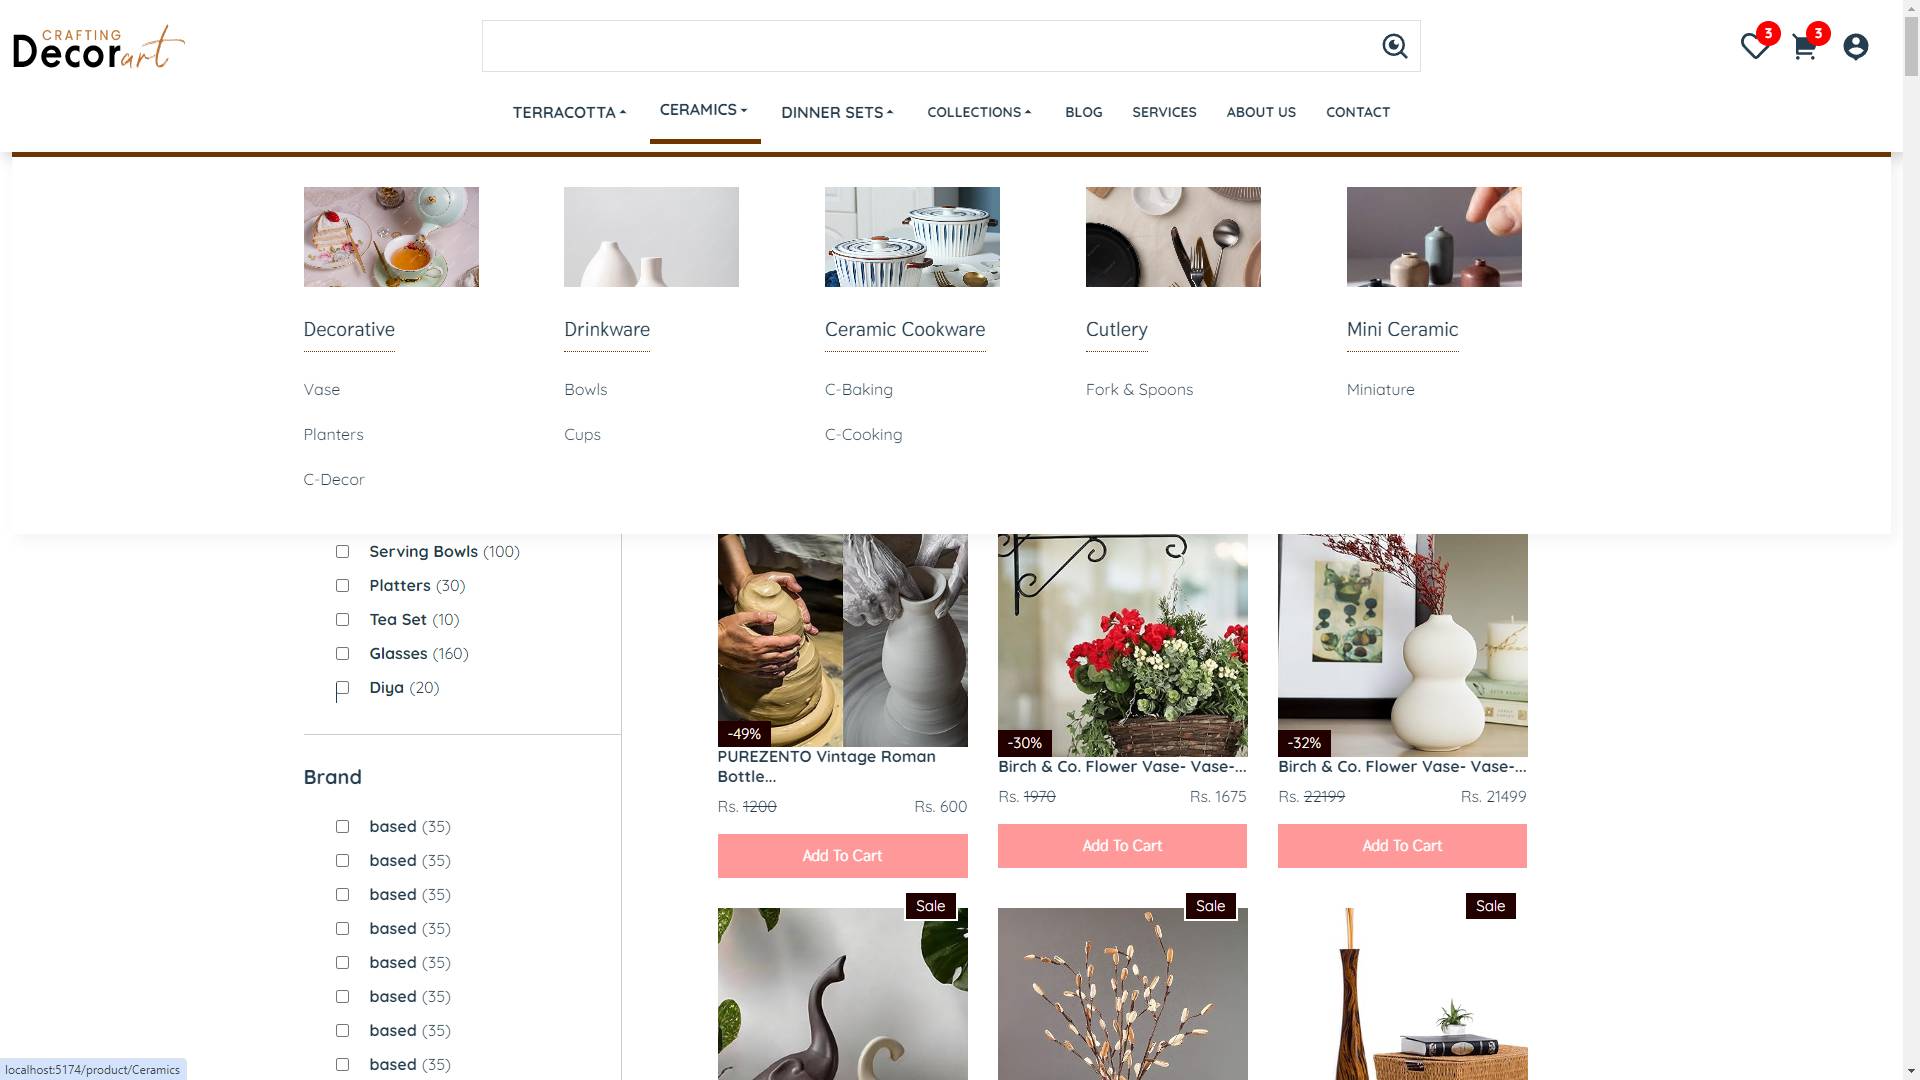 CRAFTING
Decorart
3
3
TERRACOTTA
CERAMICS
DINNER SETS
COLLECTIONS
BLOG
SERVICES
ABOUT US
CONTACT
Decorative
Vase
Planters
C-Decor
Drinkware
Bowls
Cups
Ceramic Cookware
C-Baking
C-Cooking
Cutlery
Fork & Spoons
Mini Ceramic
Miniature
Serving Bowls (100)
Platters (30)
Tea Set (10)
Glasses (160)
Diya (20)
Brand
based (35)
based (35)
based (35)
based (35)
based (35)
based (35)
based (35)
based (35)
-49%
PUREZENTO Vintage Roman
Bottle...
Rs. 1200 Rs. 600
Add To Cart
-30%
Birch & Co. Flower Vase- Vase-...
Rs. 1970 Rs. 1675
Add To Cart
-32%
Birch & Co. Flower Vase- Vase-...
Rs. 22199 Rs. 21499
Add To Cart
Sale
Sale
Sale
localhost:5174/product/Ceramics